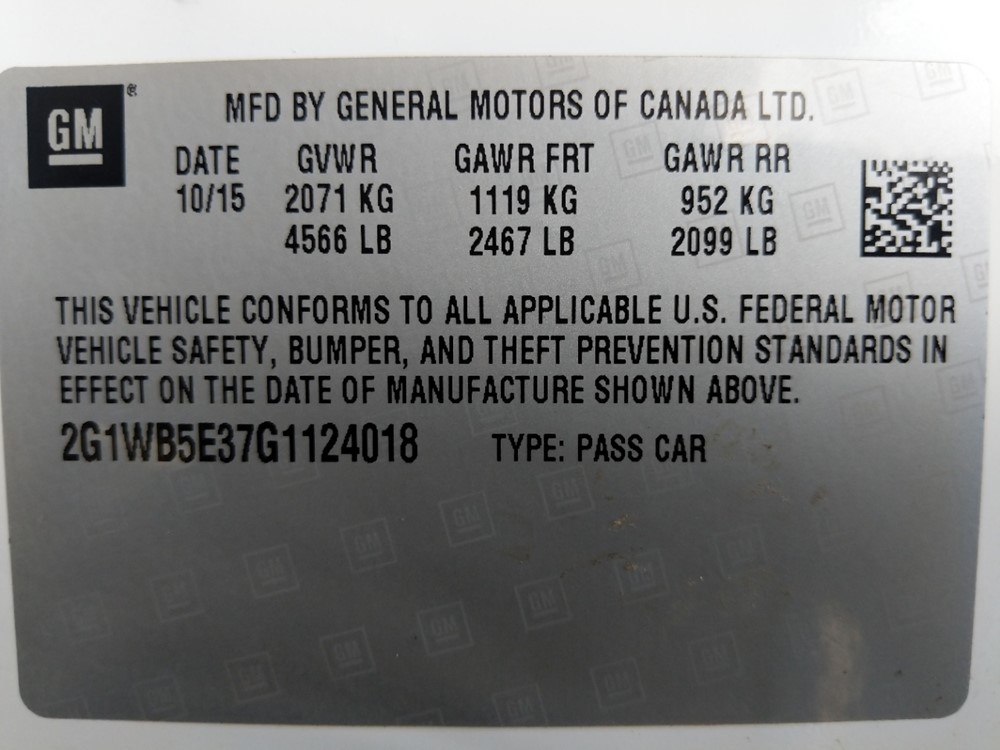 GM®
MFD BY GENERAL MOTORS OF CANADA LTD.
DATE GVWR GAWR FRT GAWR RR
10/15 2071 KG 1119 KG 952 KG
4566 LB 2467 LB 2099 LB
THIS VEHICLE CONFORMS TO ALL APPLICABLE U.S. FEDERAL MOTOR
VEHICLE SAFETY, BUMPER, AND THEFT PREVENTION STANDARDS IN
EFFECT ON THE DATE OF MANUFACTURE SHOWN ABOVE.
2G1WB5E37G1124018 TYPE: PASS CAR